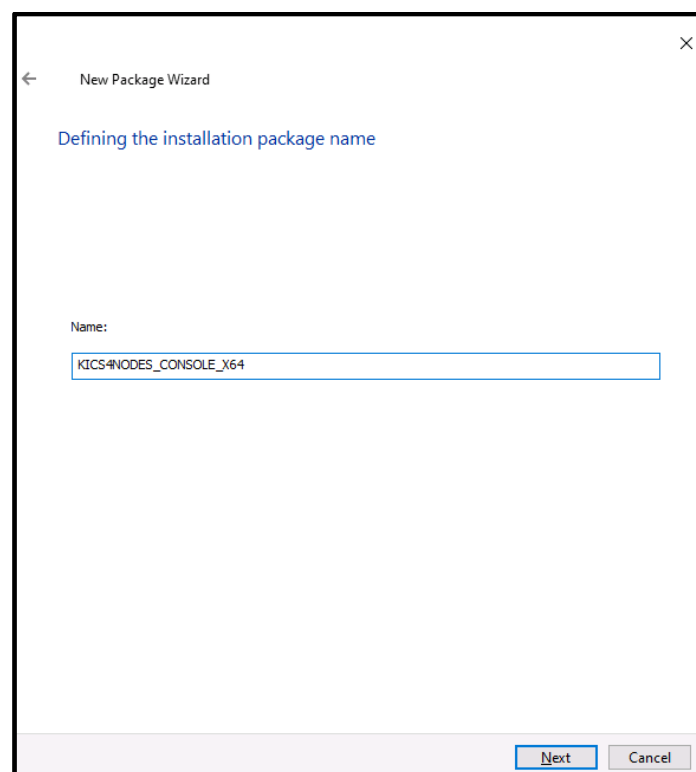 New Package Wizard
Defining the installation package name
Name:
KICS4NODES_CONSOLE_X64
Next Cancel